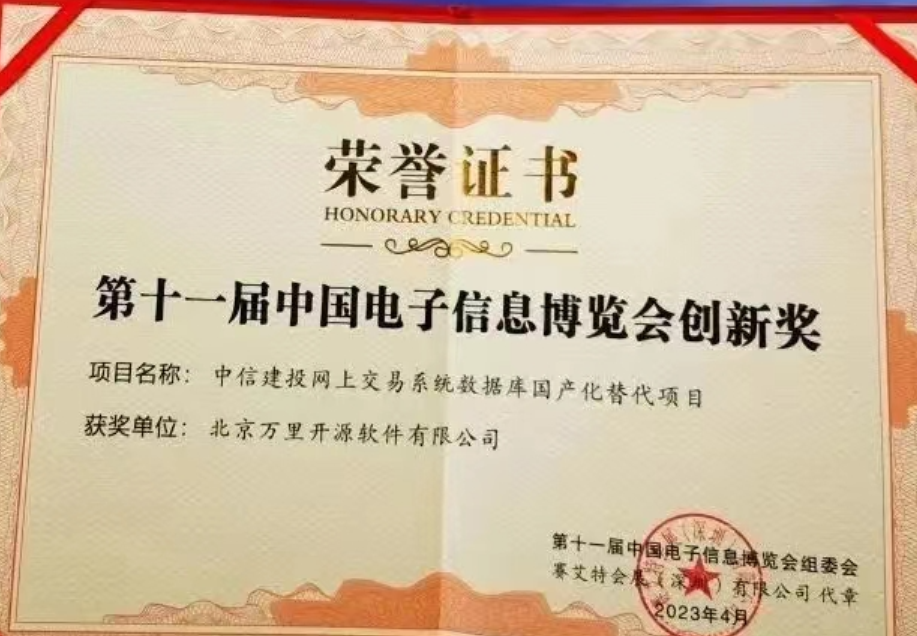 荣誉证书
HONORARY CREDENTIAL
第十一届中国电子信息博览会创新奖
项目名称：中信建投网上交易系统数据库国产化替代项目
获奖单位：北京万里开源软件有限公司
第十一届中国电子信息博览会组委会
赛艾特会展（深圳）有限公司 代章
2023年4月